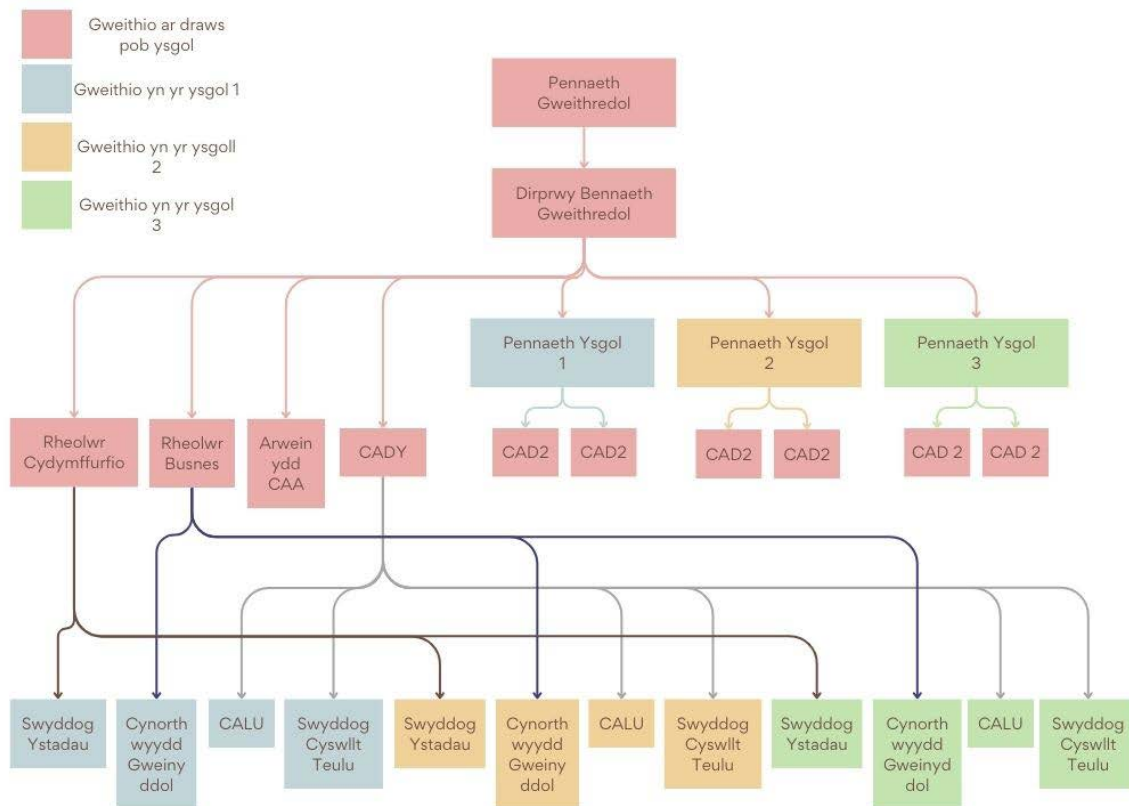 Gweithio ar draws
pob ysgol
Gweithio yn yr ysgol 1
Gweithio yn yr ysgoll
2
Gweithio yn yr ysgol
3
Pennaeth
Gweithredol
Dirprwy Bennaeth
Gweithredol
Pennaeth Ysgol
1
Pennaeth Ysgol
2
Pennaeth Ysgol
3
Rheolwr
Cydymffurfio
Rheolwr
Busnes
Arwein
ydd
CAA
CADY
CAD2
CAD2
CAD2
CAD2
CAD 2
CAD 2
Swyddog
Ystadau
Cynorth
wyydd
Gweiny
ddol
CALU
Swyddog
Cyswllt
Teulu
Swyddog
Ystadau
Cynorth
wyydd
Gweiny
ddol
CALU
Swyddog
Cyswllt
Teulu
Swyddog
Ystadau
Cynorth
wyydd
Gweinyd
dol
CALU
Swyddog
Cyswllt
Teulu